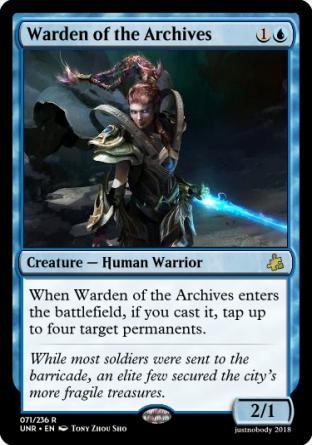 Warden of the Archives 1
Creature — Human Warrior
When Warden of the Archives enters
the battlefield, if you cast it, tap up
to four target permanents.
While most soldiers were sent to the
barricade, an elite few secured the city's
more fragile treasures.
2/1
071/236 R
UNR • EN Tony Zhou Sho
justnobody 2018